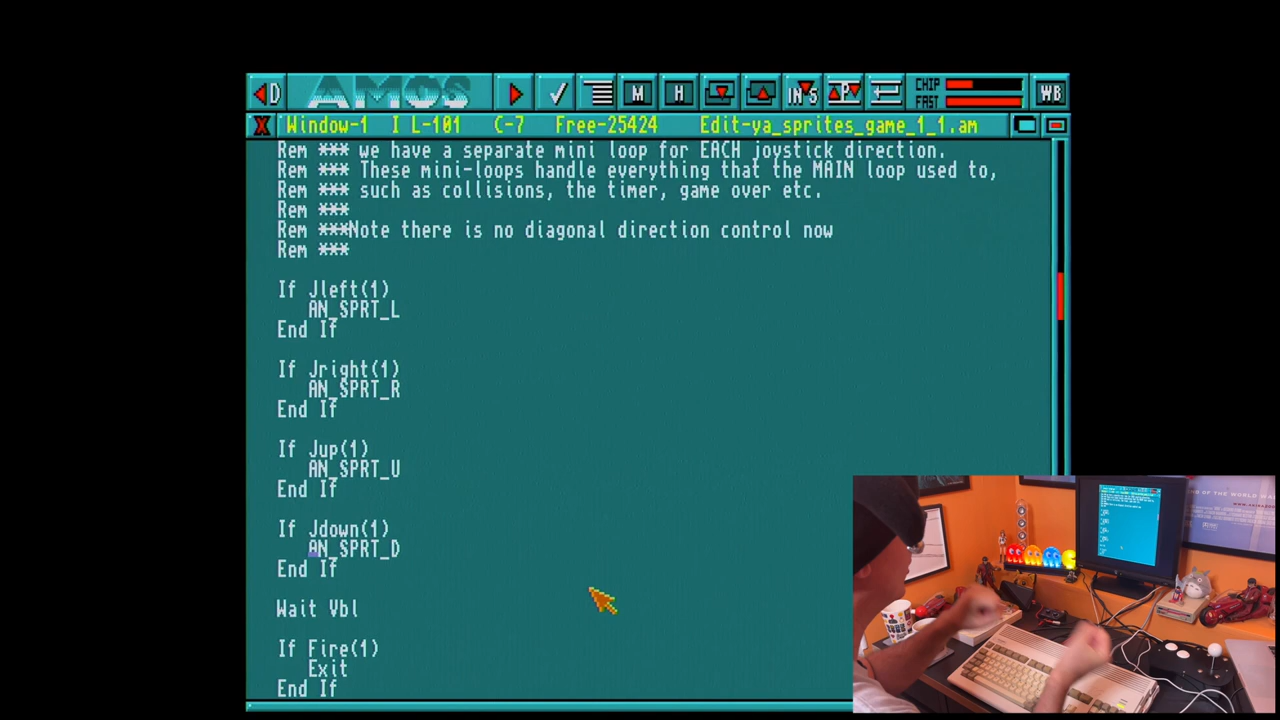 D AMOS M H IN'S P CHIP FAST WB
X Window-1 I L-101 C-7 Free-25424 Edit-ya_sprites_game_1_1.am
Rem *** we have a separate mini loop for EACH joystick direction.
Rem *** These mini-loops handle everything that the MAIN loop used to,
Rem *** such as collisions, the timer, game over etc.
Rem ***
Rem ***Note there is no diagonal direction control now
Rem ***
If Jleft(1)
AN_SPRT_L
End If
If Jright(1)
AN_SPRT_R
End If
If Jup(1)
AN_SPRT_U
End If
If Jdown(1)
AN_SPRT_D
End If
Wait Vbl
If Fire(1)
Exit
End If
OF THE WORLD